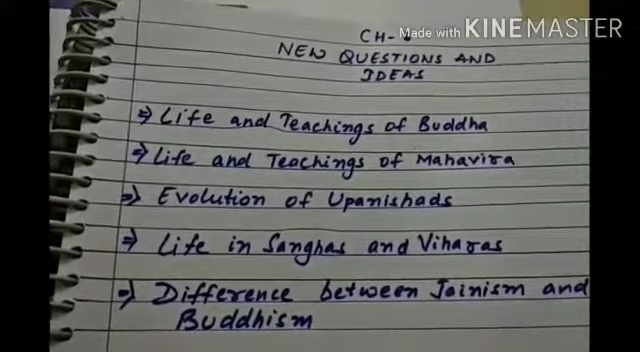 CH-
Made with KINEMASTER
NEW QUESTIONS AND
IDEAS
⇒ Life and Teachings of Buddha
⇒ Life and Teachings of Mahavira
⇒ Evolution of Upanishads
⇒ Life in Sanghas and Viharas
⇒ Difference between Jainism and
Buddhism